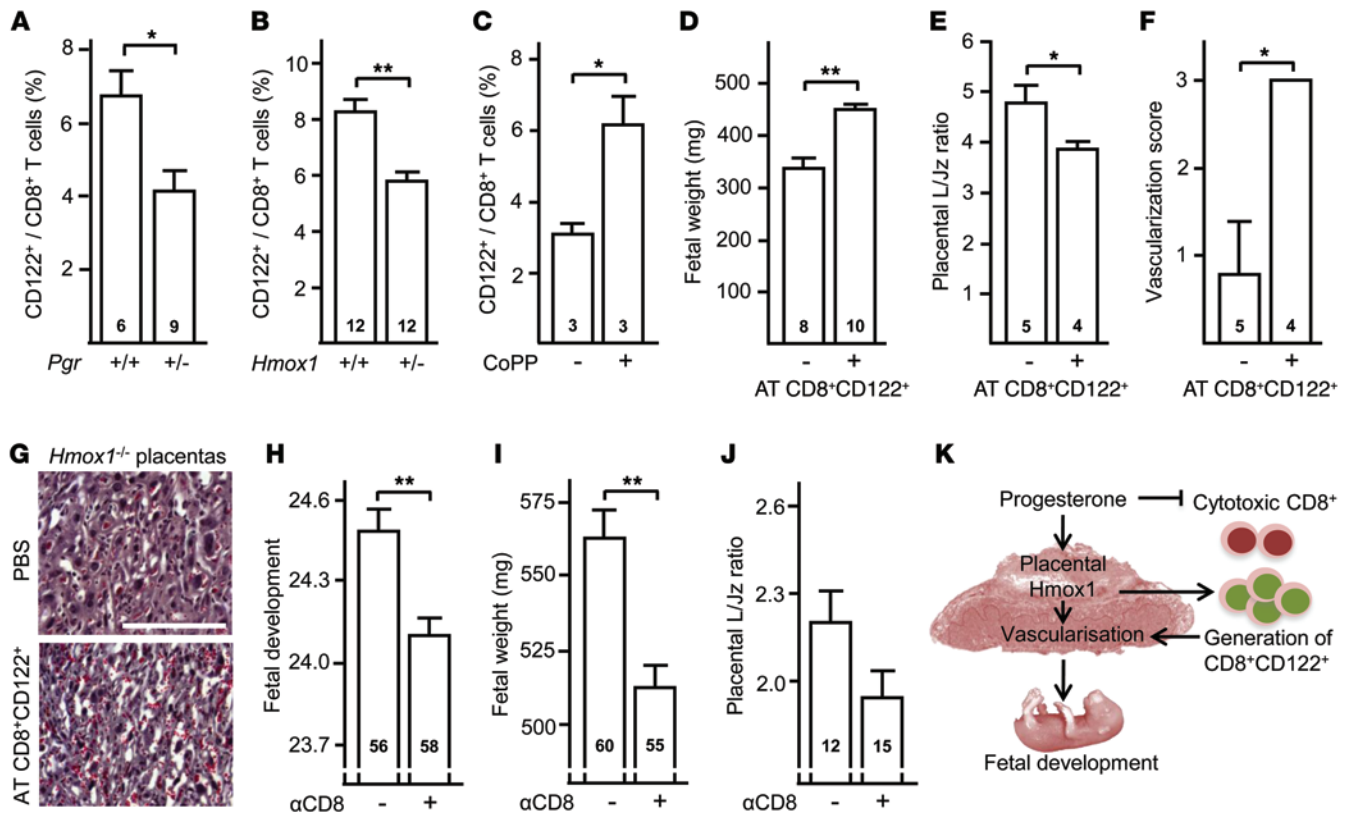 A
CD122⁺ / CD8⁺ T cells (%)
8
6
4
2
*
6
9
Pgr
+/+
+/-
B
CD122⁺ / CD8⁺ T cells (%)
10
8
6
4
2
**
12
12
Hmox1
+/+
+/-
C
CD122⁺ / CD8⁺ T cells (%)
8
6
4
2
*
3
3
CoPP
-
+
D
Fetal weight (mg)
500
400
300
200
100
**
8
10
-
+
AT CD8⁺CD122⁺
E
Placental L/Jz ratio
6
5
4
3
2
1
*
5
4
-
+
AT CD8⁺CD122⁺
F
Vascularization score
3
2
1
*
5
4
-
+
AT CD8⁺CD122⁺
G
Hmox1⁻/⁻ placentas
PBS
AT CD8⁺CD122⁺
H
Fetal development
24.6
24.3
24.0
23.7
**
56
58
αCD8
-
+
I
Fetal weight (mg)
575
550
525
500
**
60
55
αCD8
-
+
J
Placental L/Jz ratio
2.6
2.3
2.0
12
15
αCD8
-
+
K
Progesterone
Cytotoxic CD8⁺
Placental
Hmox1
Vascularisation
Generation of
CD8⁺CD122⁺
Fetal development